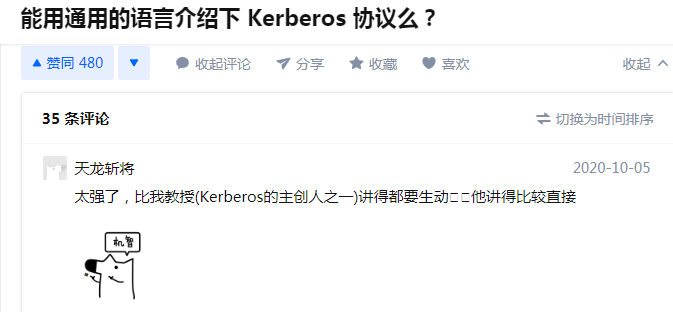 能用通用的语言介绍下 Kerberos 协议么？
赞同 480 收起评论 分享 收藏 喜欢 收起
35 条评论 切换为时间排序
天龙斩将 2020-10-05
太强了，比我教授(Kerberos的主创人之一)讲得都要生动□□他讲得比较直接
机智